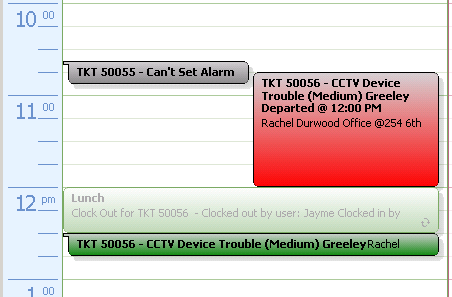 10 00
TKT 50055 - Can't Set Alarm
TKT 50056 - CCTV Device
Trouble (Medium) Greeley
Departed @ 12:00 PM
Rachel Durwood Office @254 6th
11 00
12 pm
Lunch
Clock Out for TKT 50056 - Clocked out by user: Jayme Clocked in by
TKT 50056 - CCTV Device Trouble (Medium) GreeleyRachel
1 00